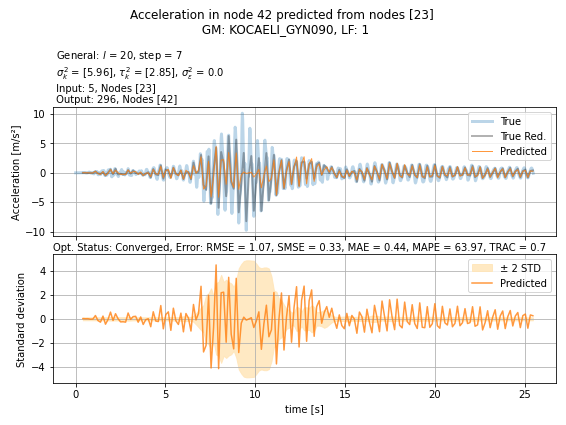 Acceleration in node 42 predicted from nodes [23]
GM: KOCAELI_GYN090, LF: 1
General: l = 20, step = 7
σ²ₖ = [5.96], τ²ₖ = [2.85], σ²ε = 0.0
Input: 5, Nodes [23]
Output: 296, Nodes [42]
Acceleration [m/s²]
10
5
0
−5
−10
True
True Red.
Predicted
Opt. Status: Converged, Error: RMSE = 1.07, SMSE = 0.33, MAE = 0.44, MAPE = 63.97, TRAC = 0.7
Standard deviation
4
2
0
−2
−4
± 2 STD
Predicted
0 5 10 15 20 25
time [s]